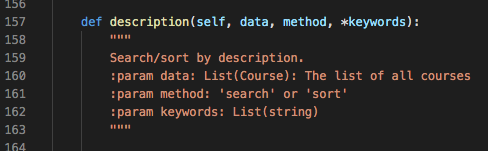 156
157 def description(self, data, method, *keywords):
158 """
159 Search/sort by description.
160 :param data: List(Course): The list of all courses
161 :param method: 'search' or 'sort'
162 :param keywords: List(string)
163 """
164